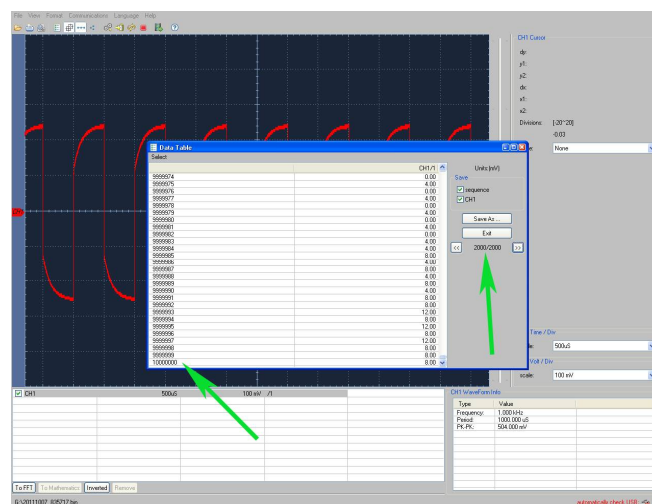 File View Format Communications Language Help
CH1 Cursor
dy:
y1:
y2:
dx:
x1:
x2:
Divisions: [-20~20]
-0.03
None
Data Table
Select
CH1/1
9999974 0.00
9999975 4.00
9999976 0.00
9999977 4.00
9999978 0.00
9999979 4.00
9999980 0.00
9999981 4.00
9999982 0.00
9999983 4.00
9999984 4.00
9999985 8.00
9999986 4.00
9999987 8.00
9999988 4.00
9999989 8.00
9999990 4.00
9999991 8.00
9999992 8.00
9999993 12.00
9999994 8.00
9999995 12.00
9999996 8.00
9999997 12.00
9999998 8.00
9999999 8.00
10000000 8.00
Units:(mV)
Save
sequence
CH1
Save As ...
Exit
<< 2000/2000 >>
Time / Div
500uS
Volt / Div
scale: 100 mV
CH1 500uS 100 mV /1
CH1 WaveForm Info
Type Value
Frequency: 1.000 kHz
Period: 1000.000 uS
PK-PK: 504.000 mV
To FFT To Mathematics Inverted Remove
G:\20111007_835717.bin
automatically check USB: